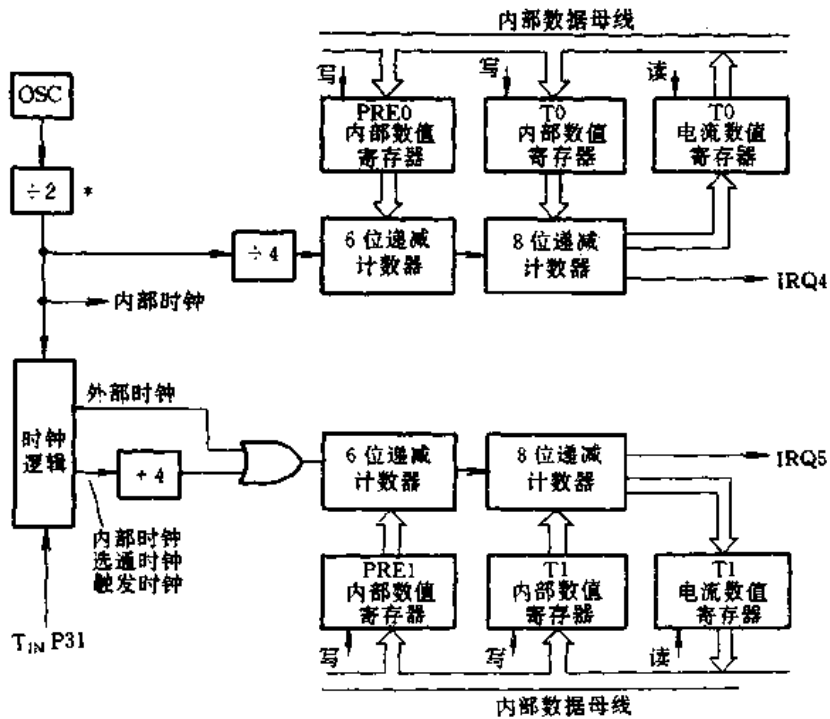 内部数据母线
写
写
读
OSC
PRE0
内部数值
寄存器
T0
内部数值
寄存器
T0
电流数值
寄存器
÷2
*
÷4
6位递减
计数器
8位递减
计数器
IRQ4
内部时钟
外部时钟
时钟
逻辑
÷4
6位递减
计数器
8位递减
计数器
IRQ5
内部时钟
选通时钟
触发时钟
PRE1
内部数值
寄存器
T1
内部数值
寄存器
T1
电流数值
寄存器
TIN P31
写
写
读
内部数据母线